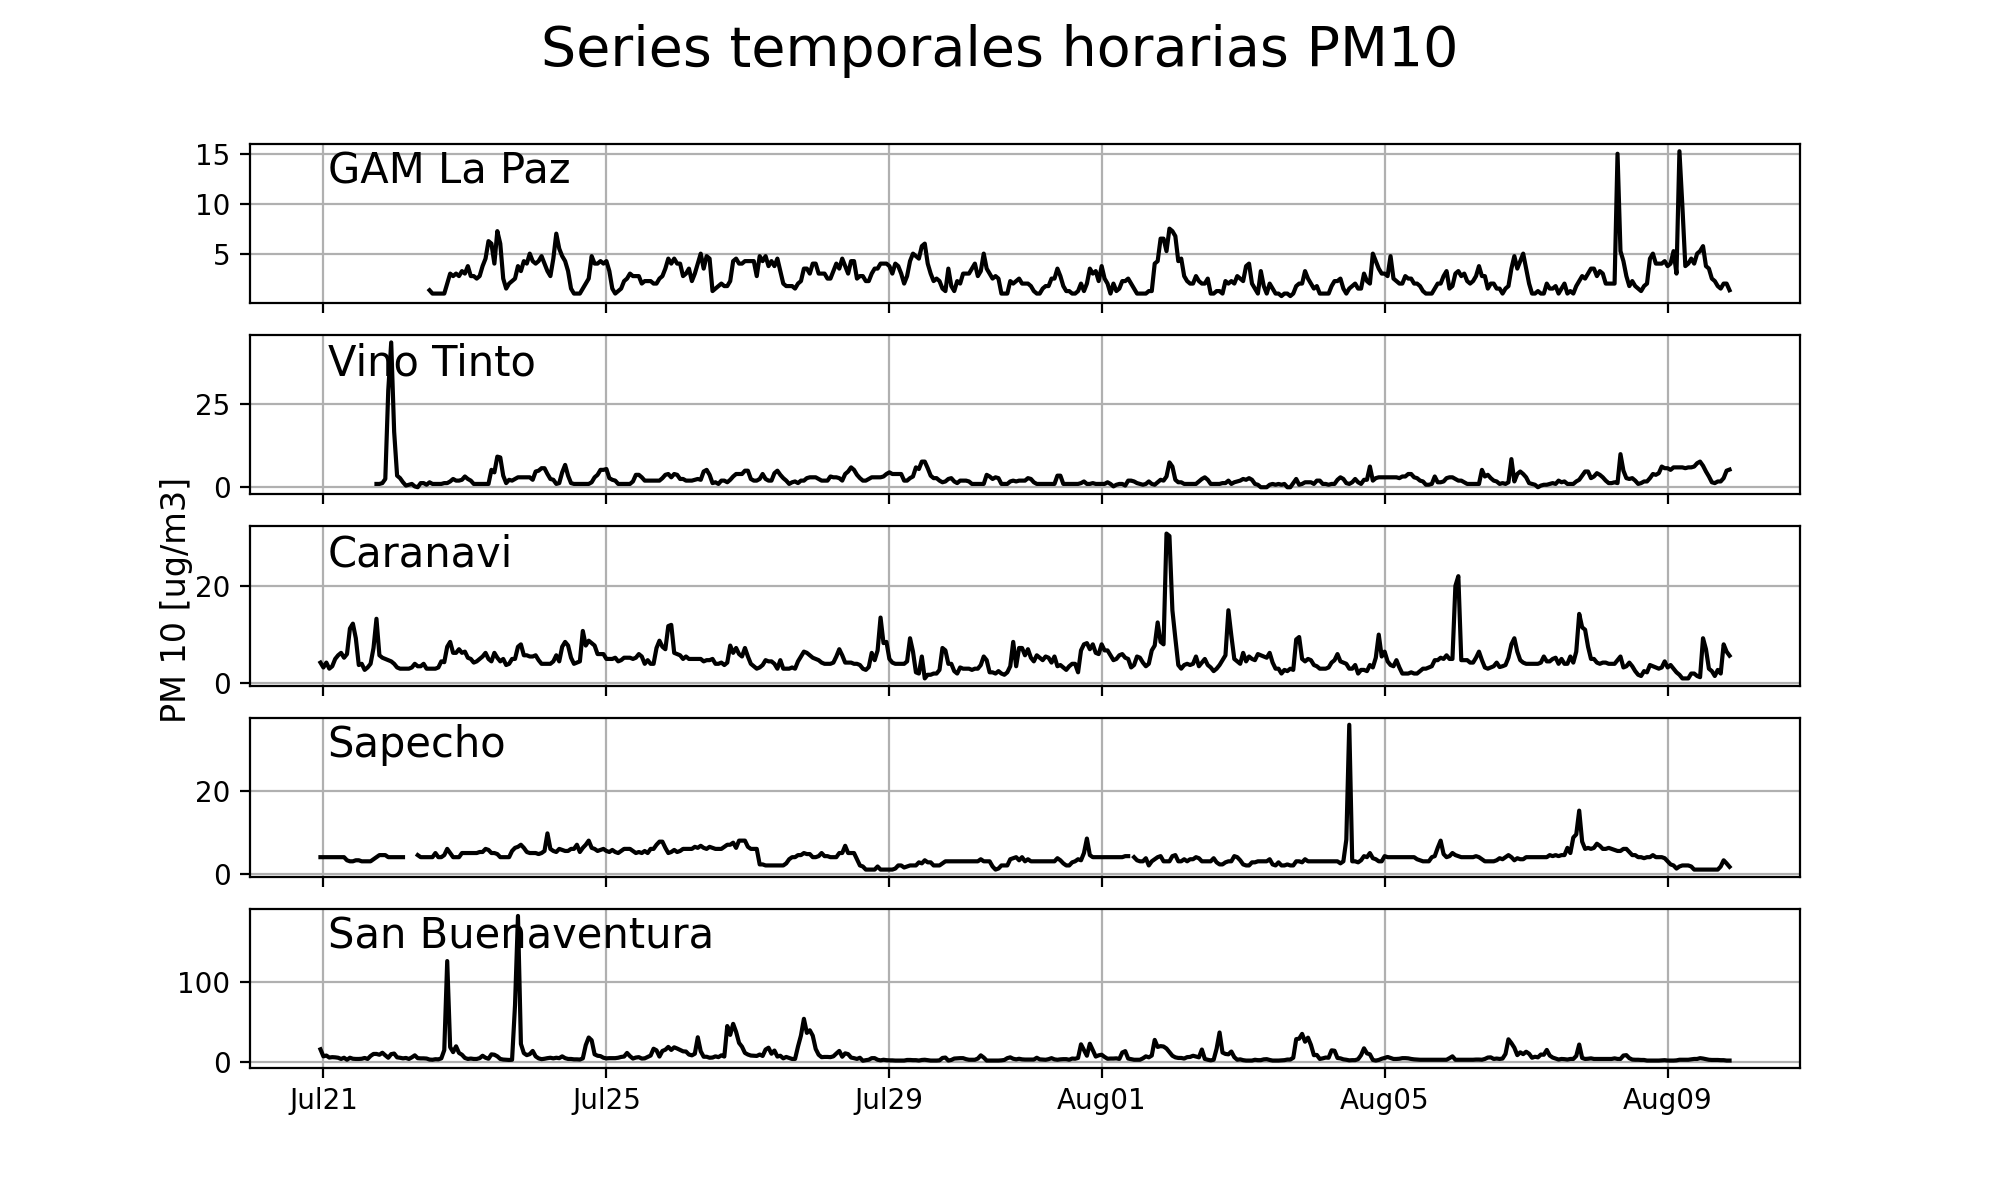 Series temporales horarias PM10
PM 10 [ug/m3]
GAM La Paz
15
10
5
Vino Tinto
25
0
Caranavi
20
0
Sapecho
20
0
San Buenaventura
100
0
Jul21 Jul25 Jul29 Aug01 Aug05 Aug09